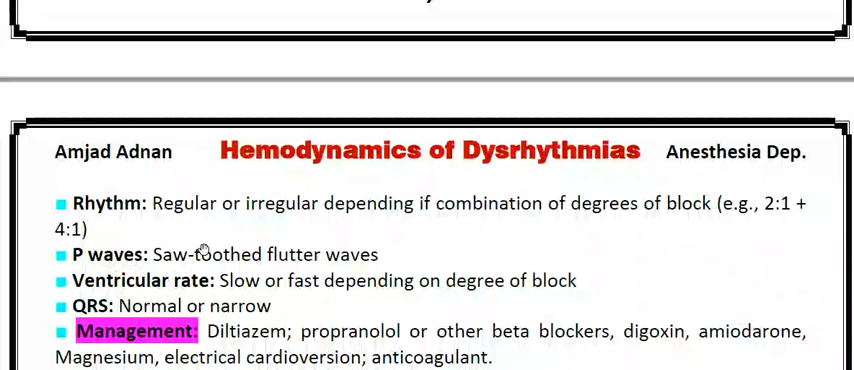 Amjad Adnan Hemodynamics of Dysrhythmias Anesthesia Dep.
Rhythm: Regular or irregular depending if combination of degrees of block (e.g., 2:1 +
4:1)
P waves: Saw-toothed flutter waves
Ventricular rate: Slow or fast depending on degree of block
QRS: Normal or narrow
Management: Diltiazem; propranolol or other beta blockers, digoxin, amiodarone,
Magnesium, electrical cardioversion; anticoagulant.